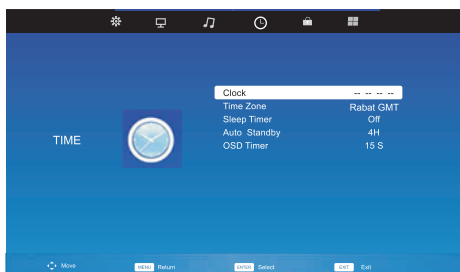 Clock -- -- -- --
Time Zone Rabat GMT
Sleep Timer Off
Auto Standby 4H
OSD Timer 15 S
TIME
Move MENU Return ENTER Select EXIT Exit